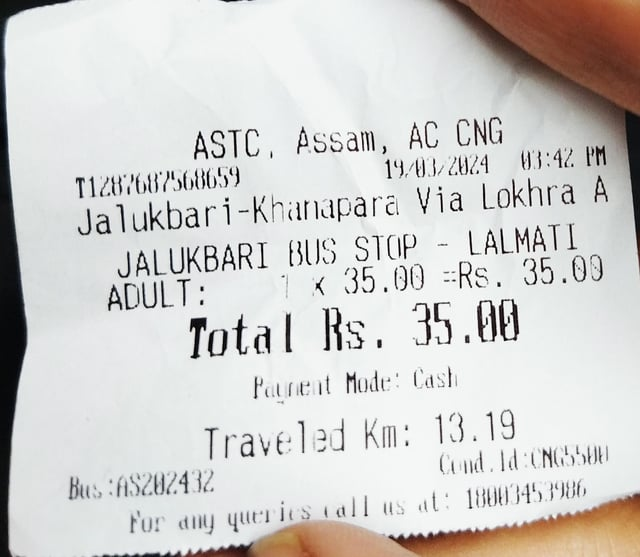 ASTC, Assam, AC CNG
T1287687568659 19/03/2024 03:42 PM
Jalukbari-Khanapara Via Lokhra A
JALUKBARI BUS STOP - LALMATI
ADULT: 1 x 35.00 =Rs. 35.00
Total Rs. 35.00
Payment Mode: Cash
Traveled Km: 13.19
Cond.Id:CNG5500
Bus:AS202432
For any queries call us at: 18003453986